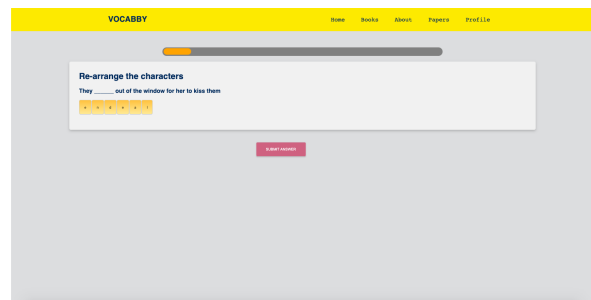 VOCABBY
Home Books About Papers Profile
Re-arrange the characters
They ______ out of the window for her to kiss them
SUBMIT ANSWER